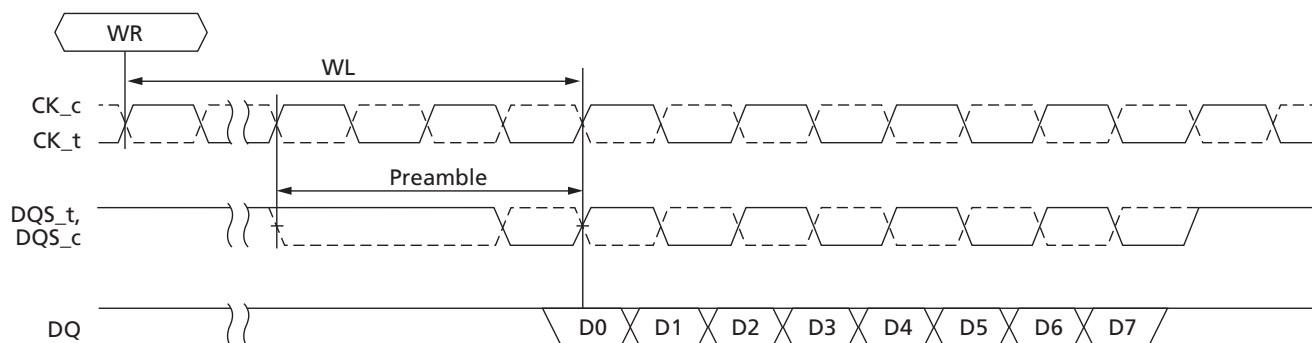 WR
WL
CK_c
CK_t
Preamble
DQS_t,
DQS_c
DQ
D0 D1 D2 D3 D4 D5 D6 D7